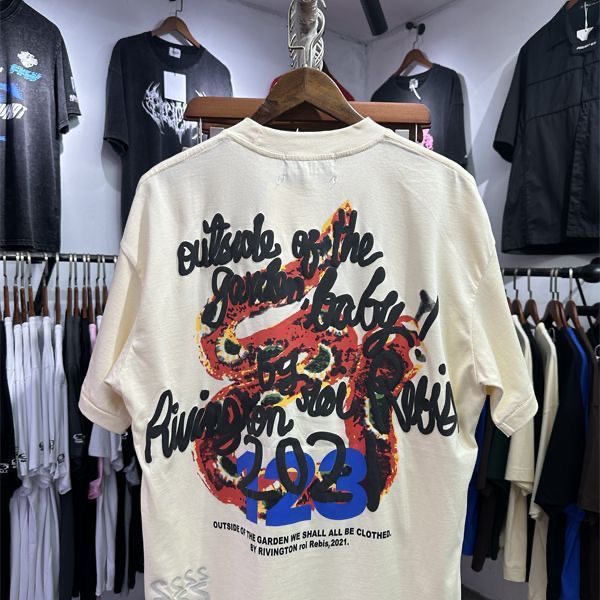 outside of the
garden, baby!
by
Rivington roi Rebis
2021
123
OUTSIDE OF THE GARDEN WE SHALL ALL BE CLOTHED.
BY RIVINGTON roi Rebis,2021.